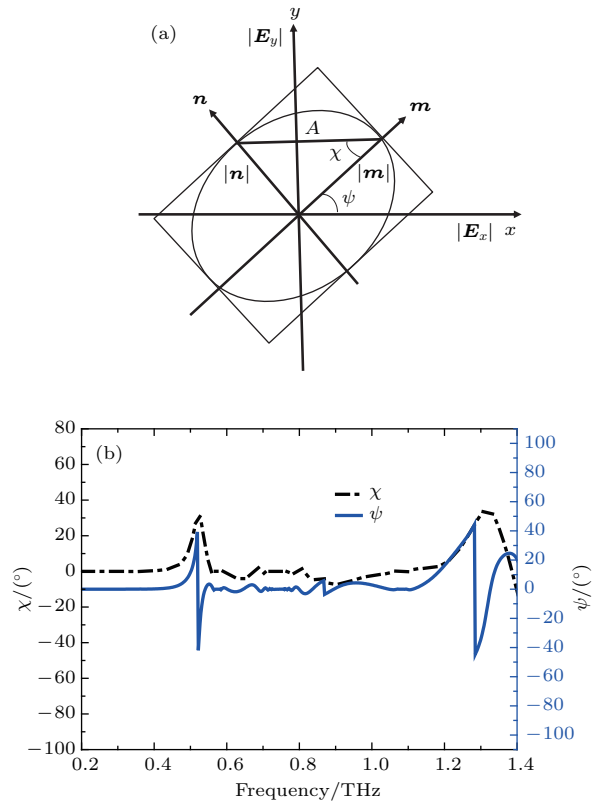 (a)
y
|E_y|
n
m
A
χ
|n|
|m|
ψ
|E_x| x
(b)
χ
ψ
80
60
40
20
0
−20
−40
−60
−80
−100
χ/(°)
100
80
60
40
20
0
−20
−40
−60
−80
−100
ψ/(°)
0.2 0.4 0.6 0.8 1.0 1.2 1.4
Frequency/THz